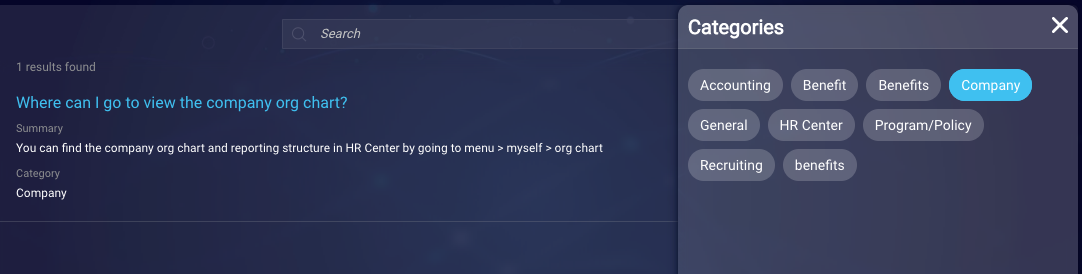 Search
1 results found
Where can I go to view the company org chart?
Summary
You can find the company org chart and reporting structure in HR Center by going to menu > myself > org chart
Category
Company
Categories
Accounting Benefit Benefits Company
General HR Center Program/Policy
Recruiting benefits